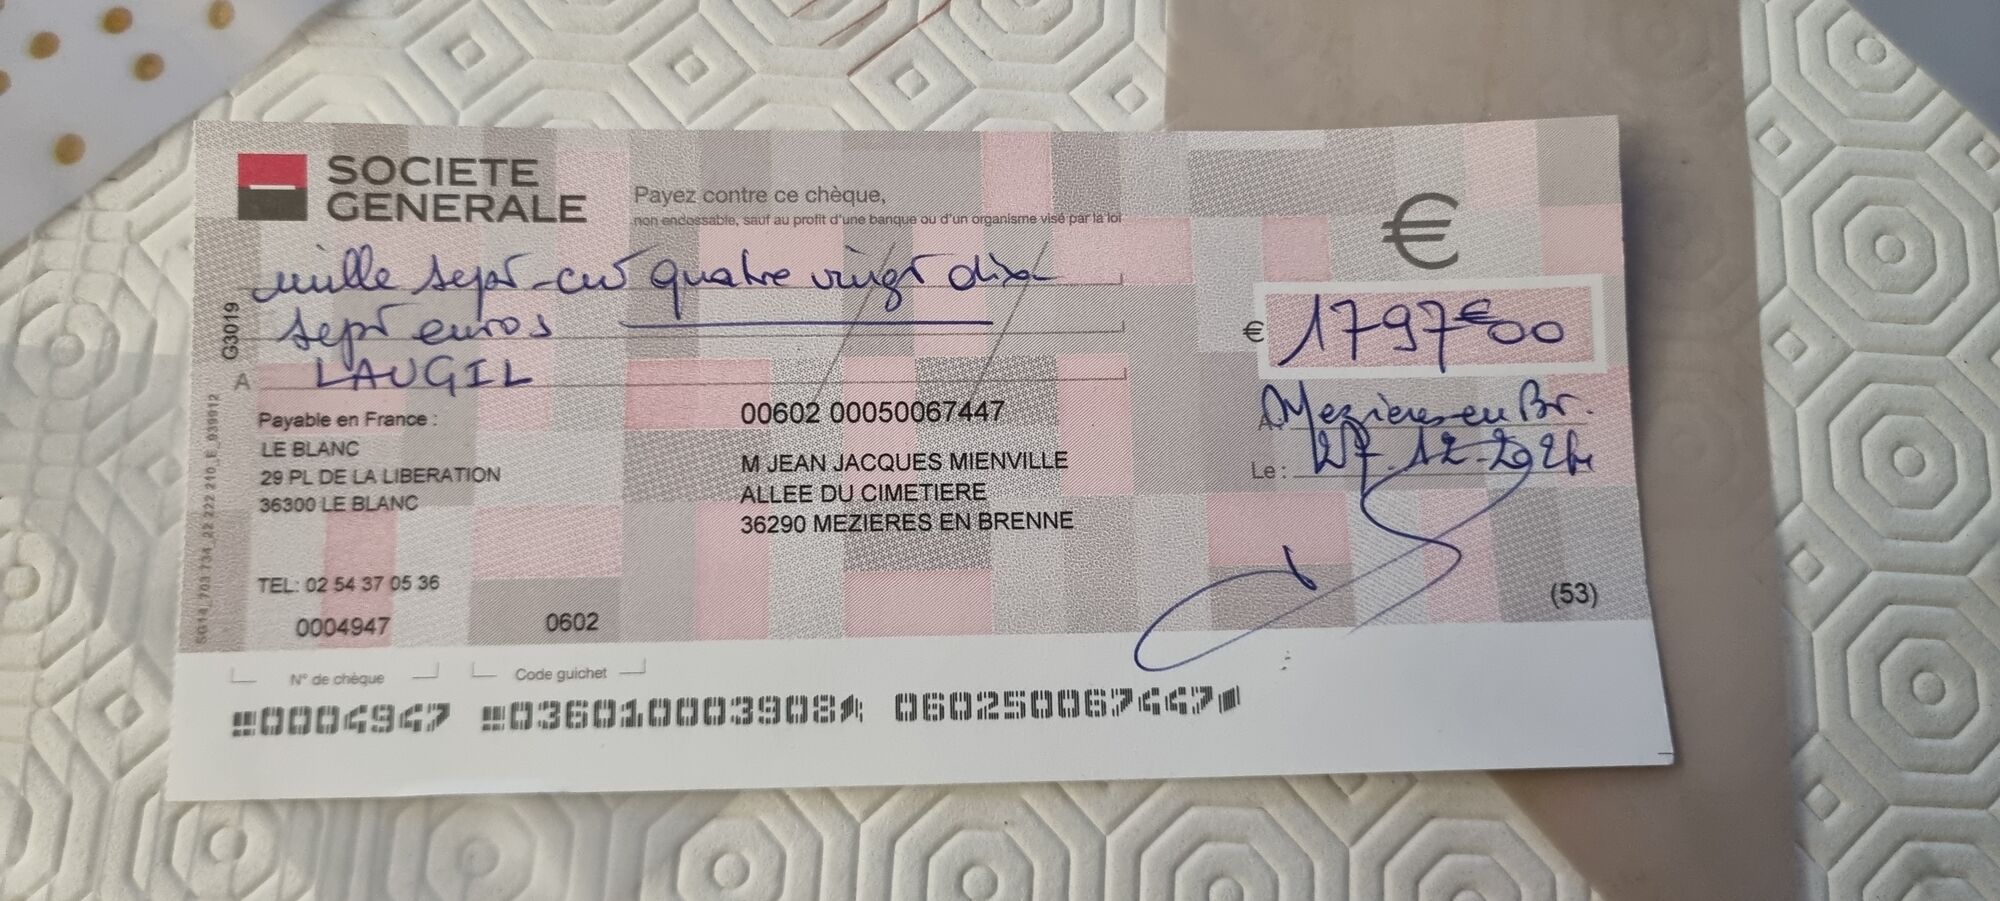 SOCIETE
GENERALE
Payez contre ce chèque,
non endossable, sauf au profit d'une banque ou d'un organisme visé par la loi
€
mille sept-cent quatre vingt dix
sept euros
€ 1797€00
A LAUGIL
G3019
Payable en France :
LE BLANC
29 PL DE LA LIBERATION
36300 LE BLANC
TEL: 02 54 37 05 36
00602 00050067447
M JEAN JACQUES MIENVILLE
ALLEE DU CIMETIERE
36290 MEZIERES EN BRENNE
A Mezieres en Br.
Le : 27.12.2024
(53)
0004947
0602
N° de chèque
Code guichet
0004947 036010003908 060250067447